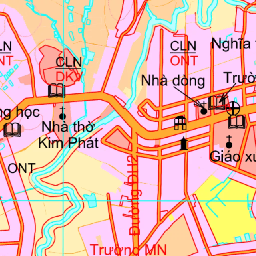 Nghĩa
CLN
ONT
CLN
DKV
CLN
ONT
Nhà dòng
Trườ
ng học
Nhà thờ
Kim Phát
Giáo xu
ONT
Trường MN